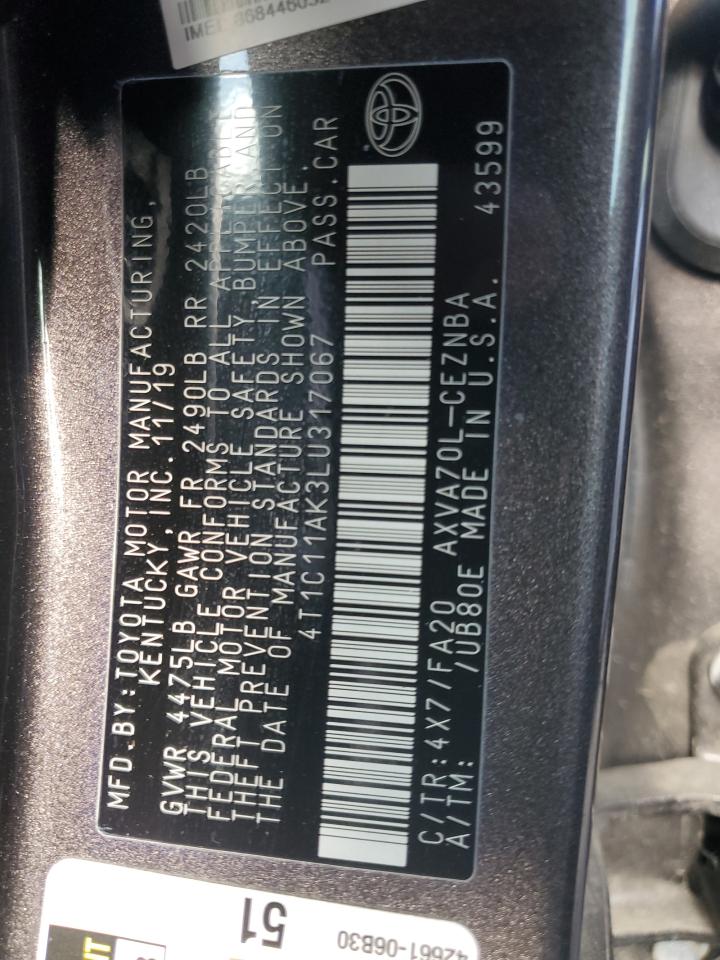 IMEI:
MFD.BY:TOYOTA MOTOR MANUFACTURING,
KENTUCKY, INC. 11/19
GVWR 4475LB GAWR FR 2490LB RR 2420LB
THIS VEHICLE CONFORMS TO ALL APPLICABLE
FEDERAL MOTOR VEHICLE SAFETY,BUMPER,AND
THEFT PREVENTION STANDARDS IN EFFECT ON
THE DATE OF MANUFACTURE SHOWN ABOVE.
4T1C11AK3LU317067 PASS.CAR
C/TR:4X7/FA20 AXVA70L-CEZNBA
A/TM: /UB80E MADE IN U.S.A. 43599
51
42661-06B30